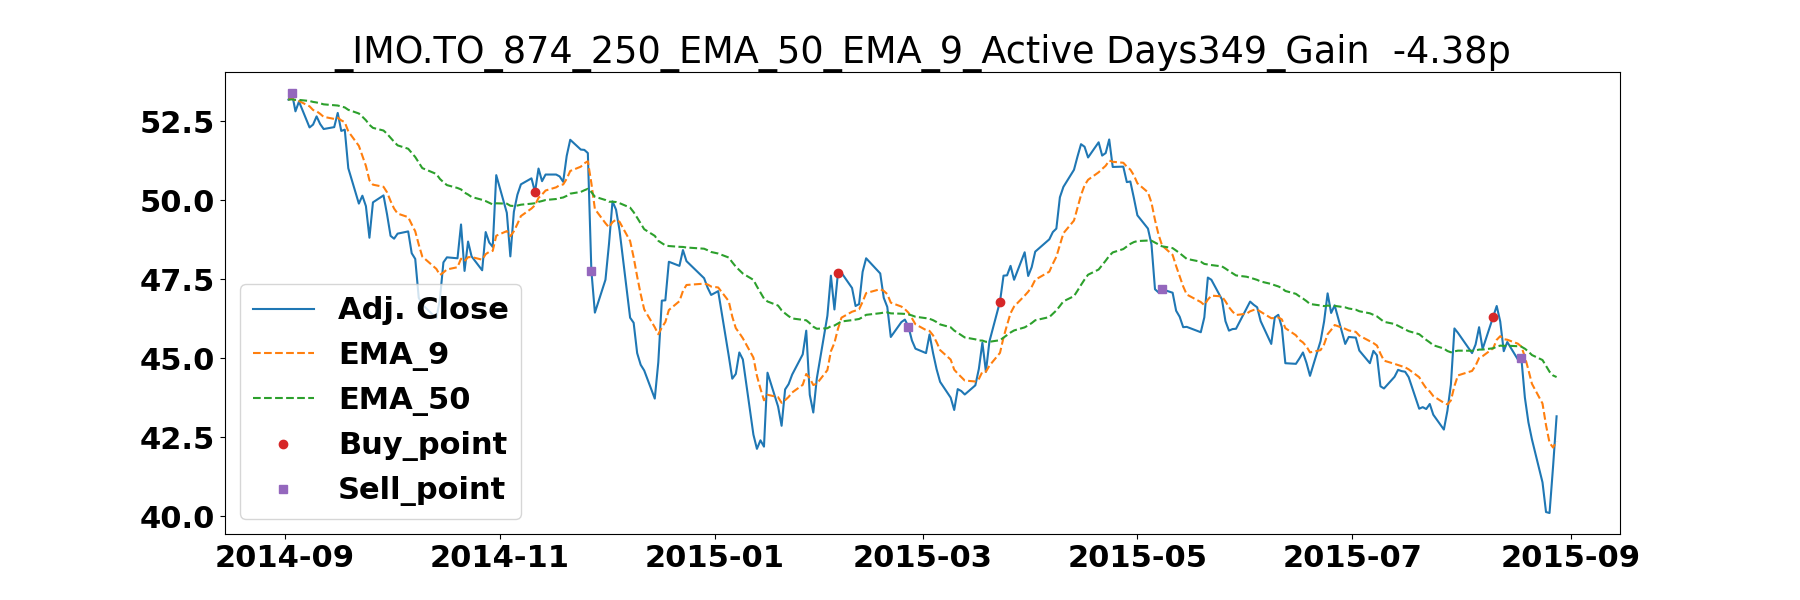 _IMO.TO_874_250_EMA_50_EMA_9_Active Days349_Gain  -4.38p
52.5
50.0
47.5
45.0
42.5
40.0
Adj. Close
EMA_9
EMA_50
Buy_point
Sell_point
2014-09 2014-11 2015-01 2015-03 2015-05 2015-07 2015-09